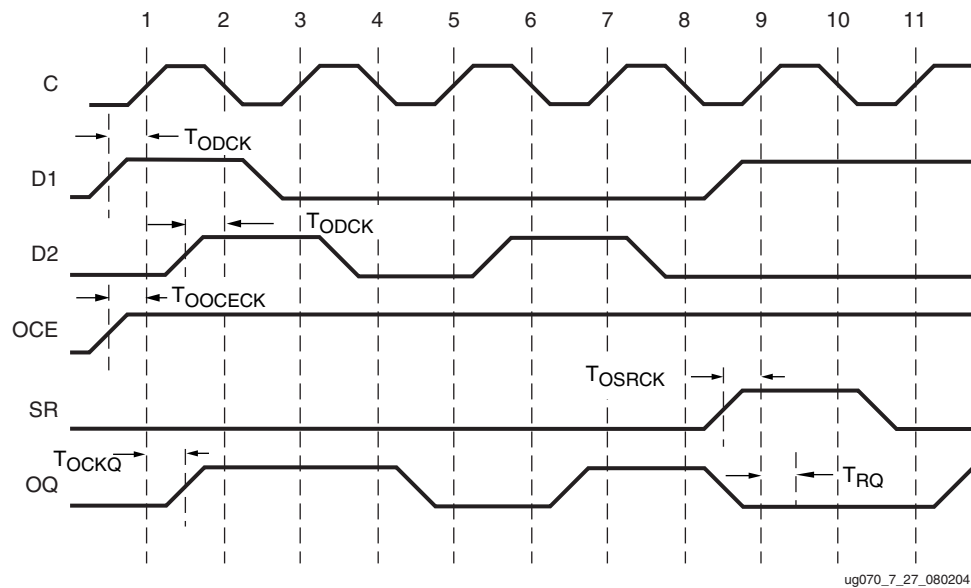 1 2 3 4 5 6 7 8 9 10 11
C
TODCK
D1
TODCK
D2
TOOCECK
OCE
TOSRCK
SR
TOCKQ
OQ
TRQ
ug070_7_27_080204